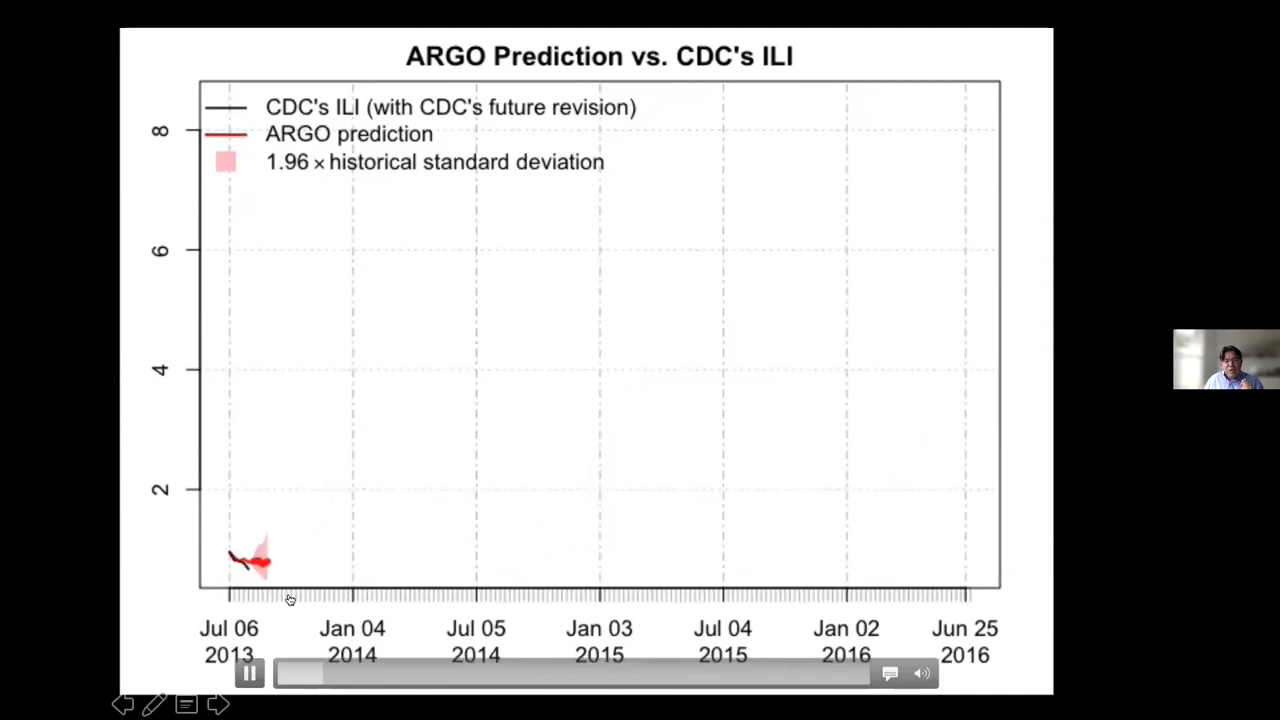 ARGO Prediction vs. CDC's ILI
CDC's ILI (with CDC's future revision)
ARGO prediction
1.96 × historical standard deviation
8
6
4
2
Jul 06 2013
Jan 04 2014
Jul 05 2014
Jan 03 2015
Jul 04 2015
Jan 02 2016
Jun 25 2016